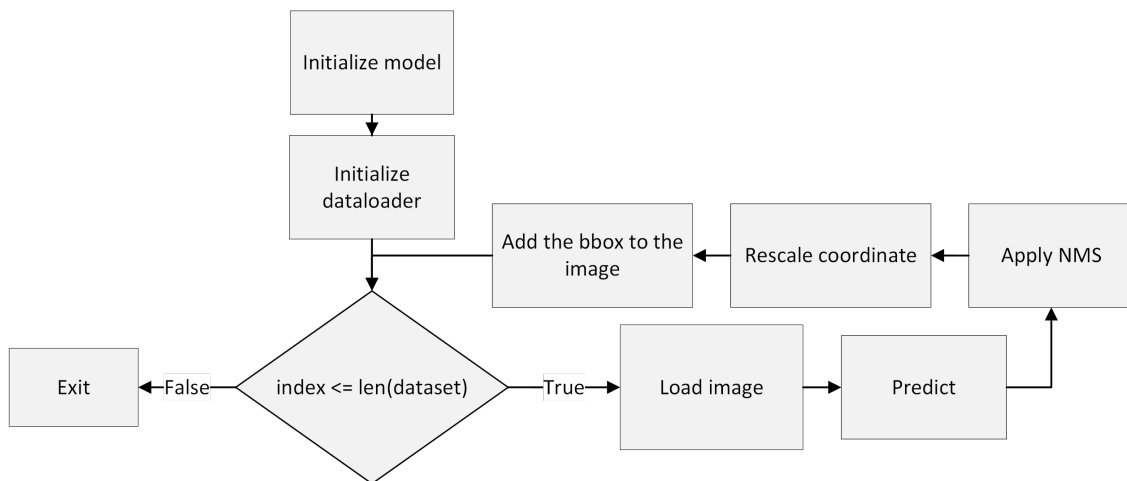 Initialize model
Initialize
dataloader
Add the bbox to the
image
Rescale coordinate
Apply NMS
Exit
False
index <= len(dataset)
True
Load image
Predict